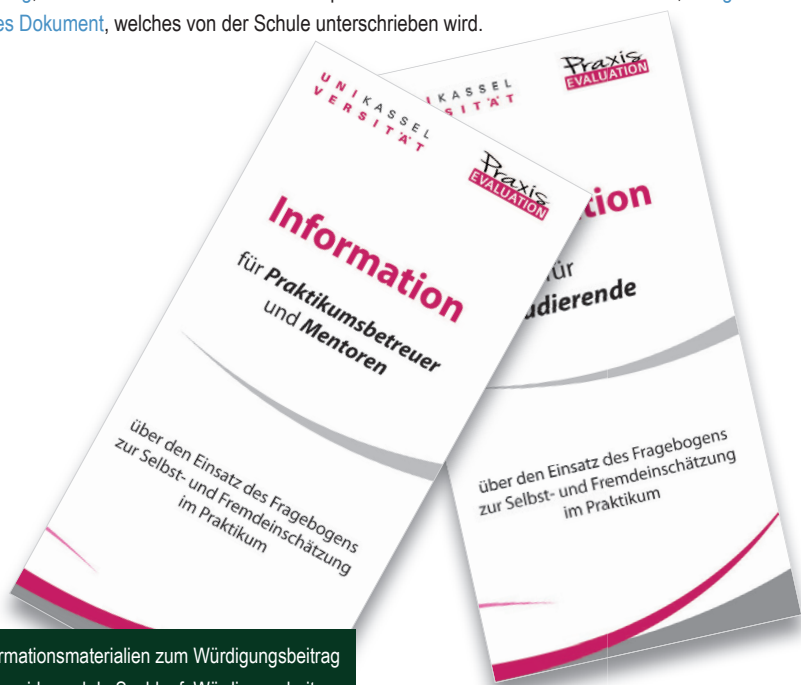 es Dokument, welches von der Schule unterschrieben wird.
UNIKASSEL
VERSITÄT
Praxis
EVALUATION
Information
für Praktikumsbetreuer
und Mentoren
über den Einsatz des Fragebogens
zur Selbst- und Fremdeinschätzung
im Praktikum
KASSEL
SITÄT
Praxis
EVALUATION
tion
für
udierende
über den Einsatz des Fragebogens
zur Selbst- und Fremdeinschätzung
im Praktikum
rmationsmaterialien zum Würdigungsbeitrag